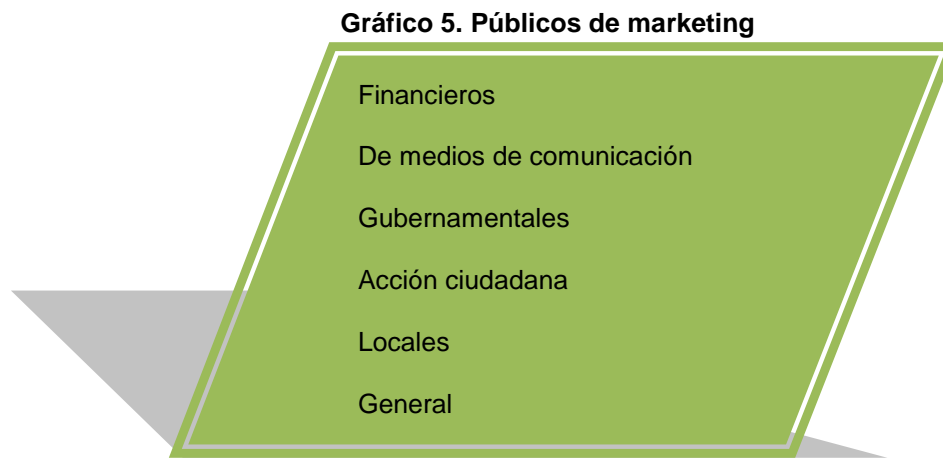 Gráfico 5. Públicos de marketing
Financieros
De medios de comunicación
Gubernamentales
Acción ciudadana
Locales
General